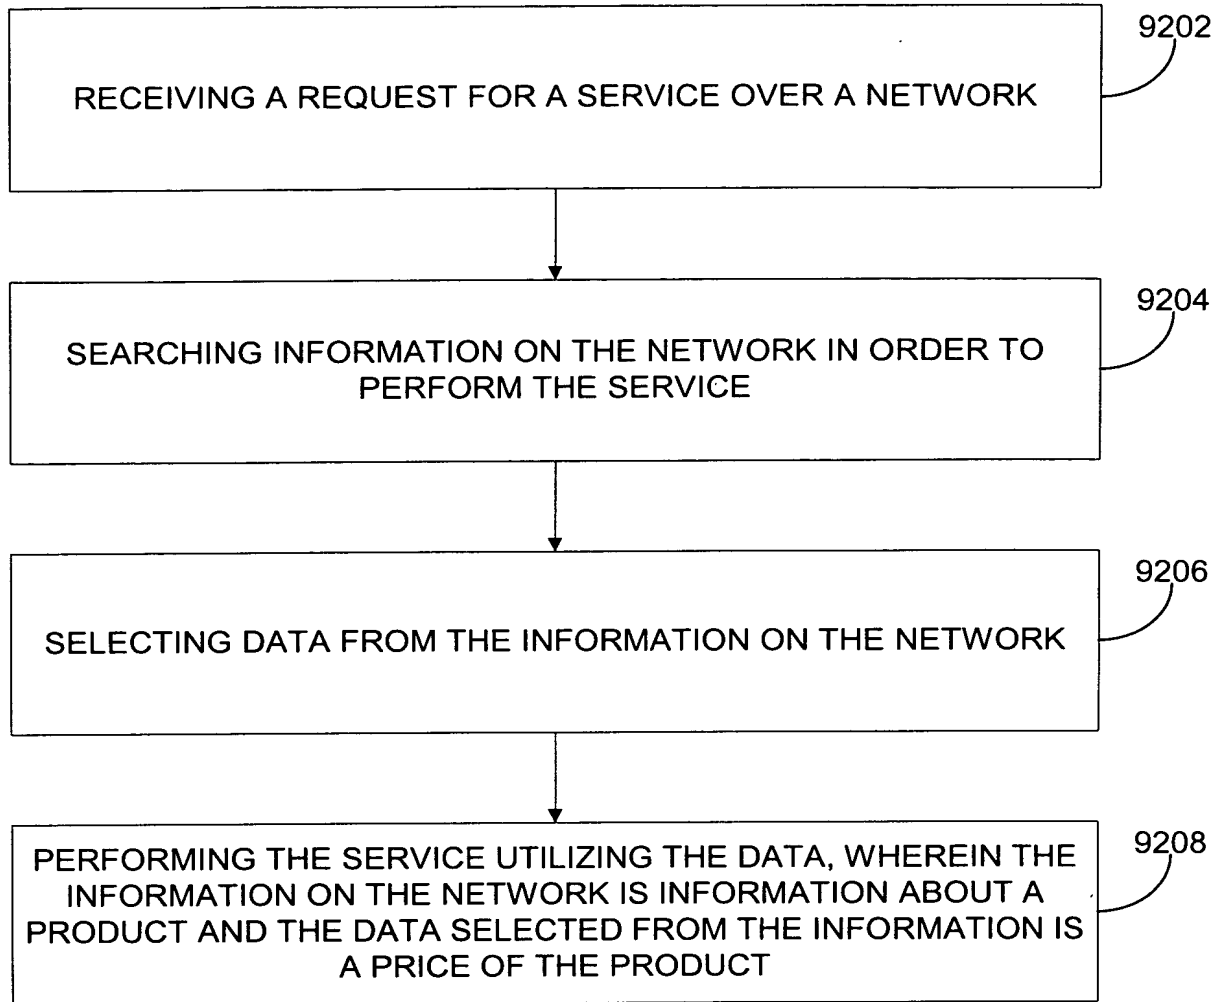 9202
RECEIVING A REQUEST FOR A SERVICE OVER A NETWORK
9204
SEARCHING INFORMATION ON THE NETWORK IN ORDER TO
PERFORM THE SERVICE
9206
SELECTING DATA FROM THE INFORMATION ON THE NETWORK
9208
PERFORMING THE SERVICE UTILIZING THE DATA, WHEREIN THE
INFORMATION ON THE NETWORK IS INFORMATION ABOUT A
PRODUCT AND THE DATA SELECTED FROM THE INFORMATION IS
A PRICE OF THE PRODUCT